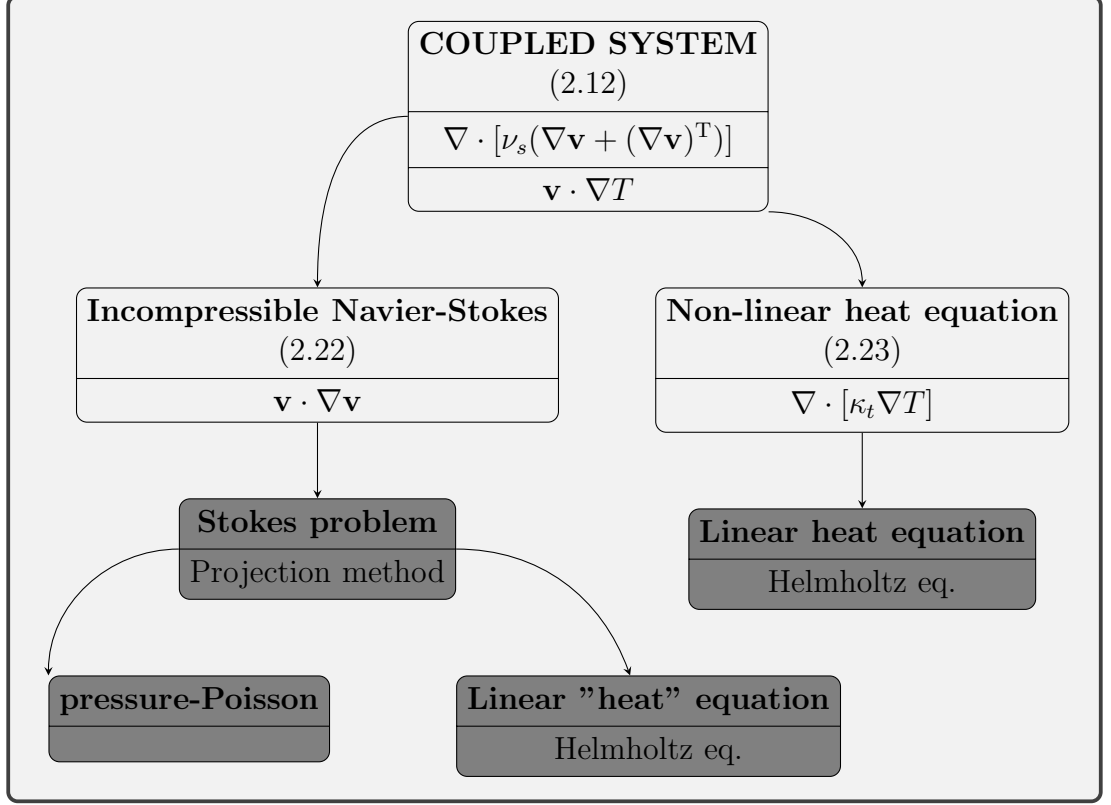 COUPLED SYSTEM
(2.12)
∇ · [ν_s(∇v + (∇v)^T)]
v · ∇T
Incompressible Navier-Stokes
(2.22)
v · ∇v
Non-linear heat equation
(2.23)
∇ · [κ_t∇T]
Stokes problem
Projection method
Linear heat equation
Helmholtz eq.
pressure-Poisson
Linear ”heat” equation
Helmholtz eq.